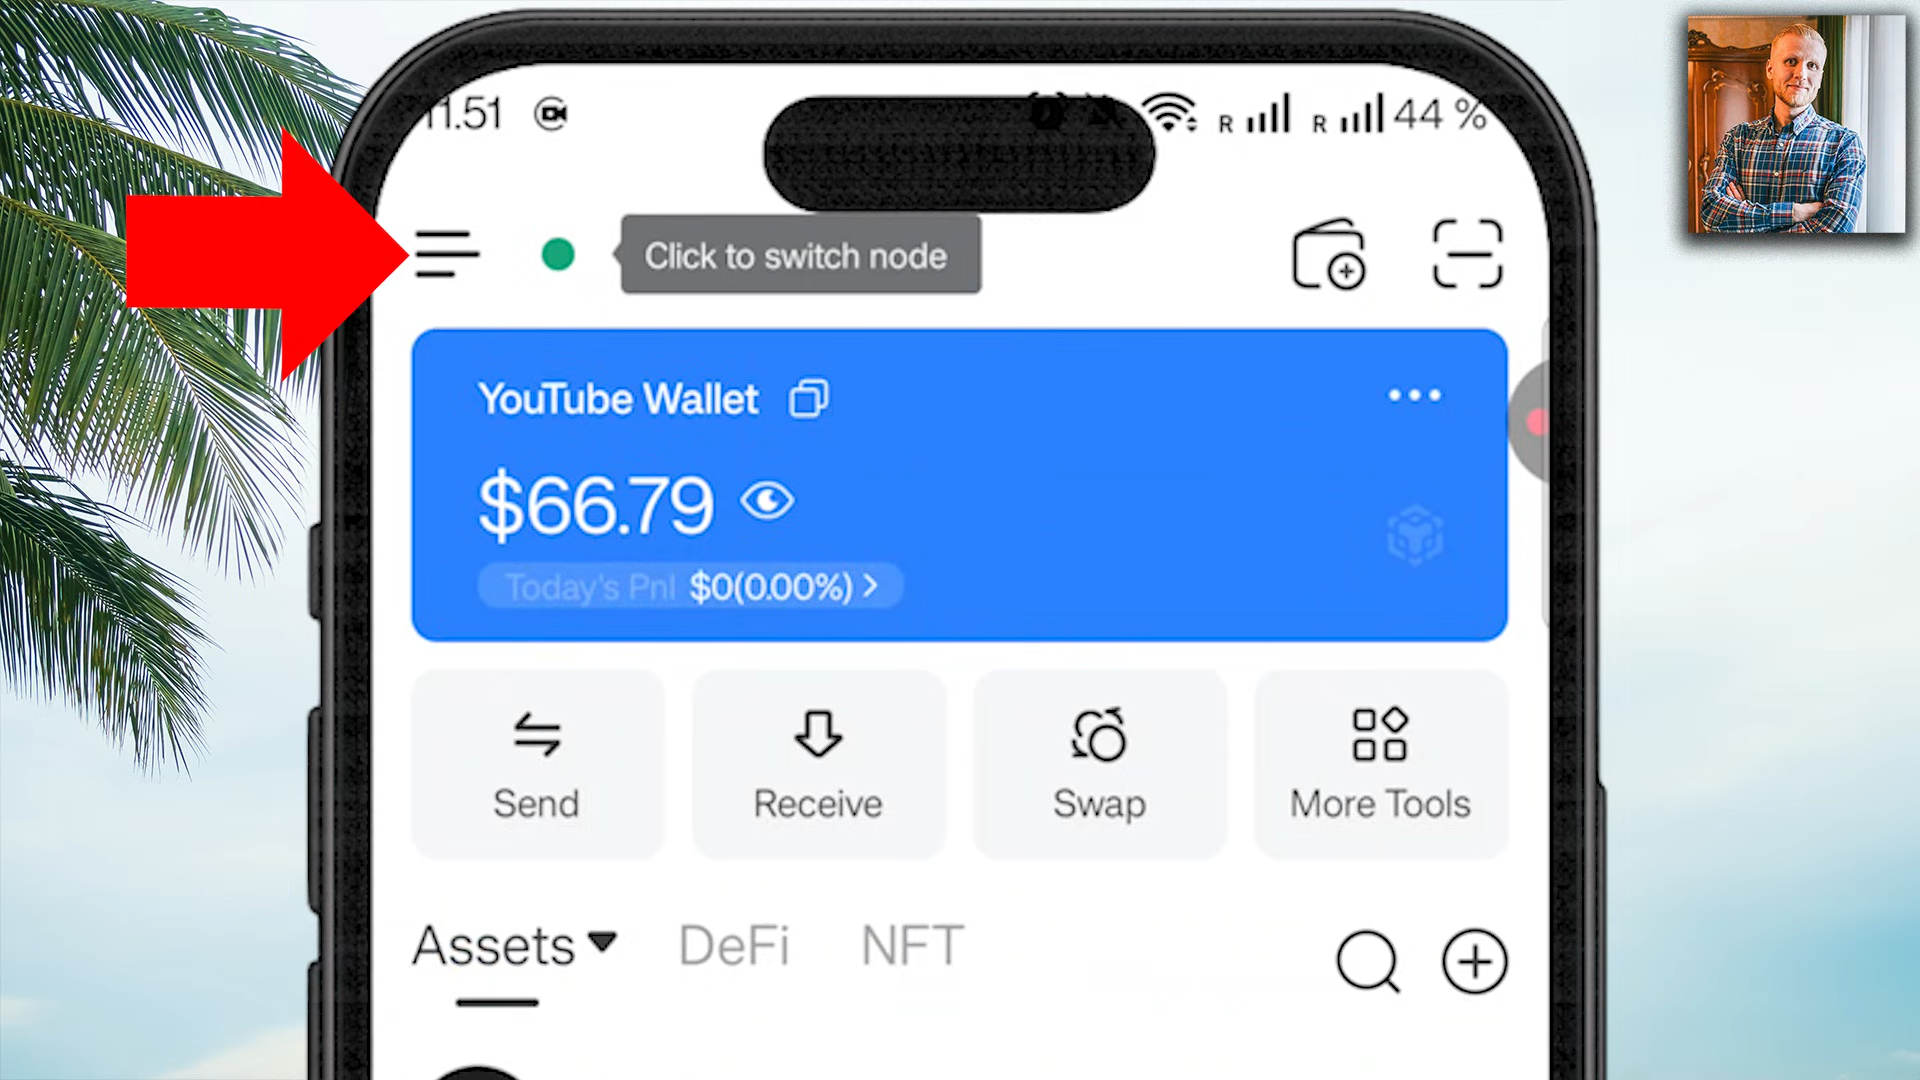 11.51 R R 44 %
Click to switch node
YouTube Wallet
$66.79
Today's Pnl $0(0.00%) >
Send Receive Swap More Tools
Assets DeFi NFT